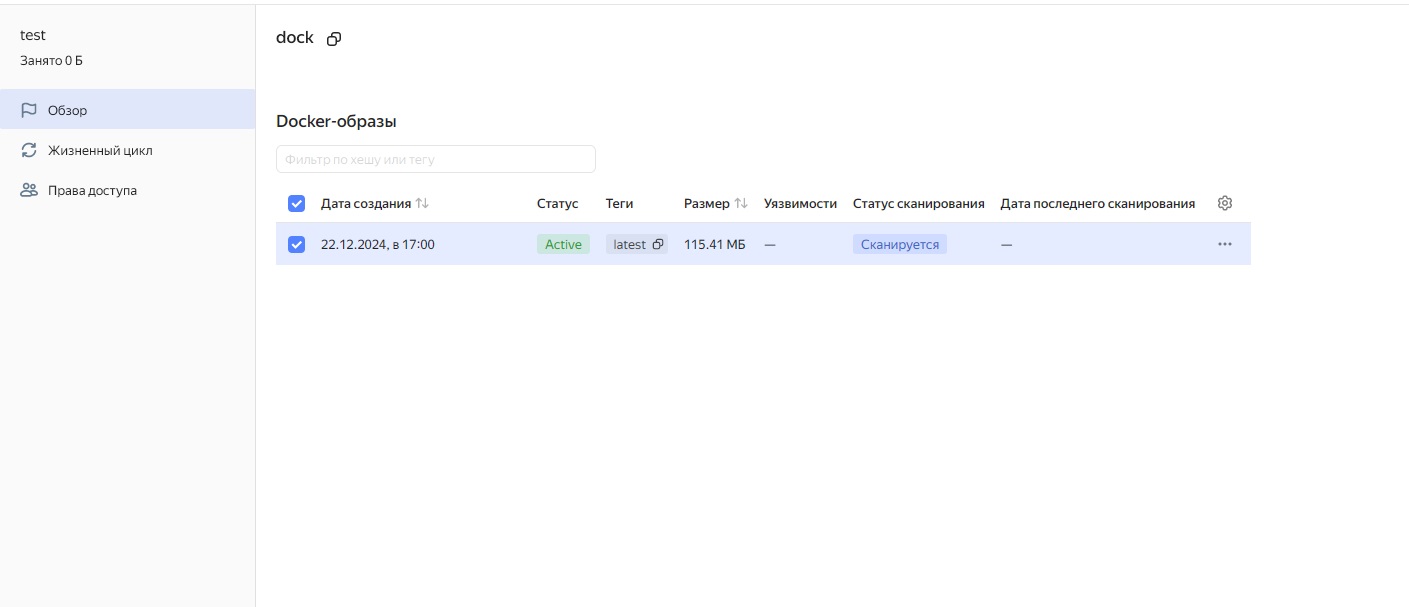 test
Занято 0 Б
Обзор
Жизненный цикл
Права доступа
dock
Docker-образы
Фильтр по хешу или тегу
Дата создания Статус Теги Размер Уязвимости Статус сканирования Дата последнего сканирования
22.12.2024, в 17:00 Active latest 115.41 МБ — Сканируется —